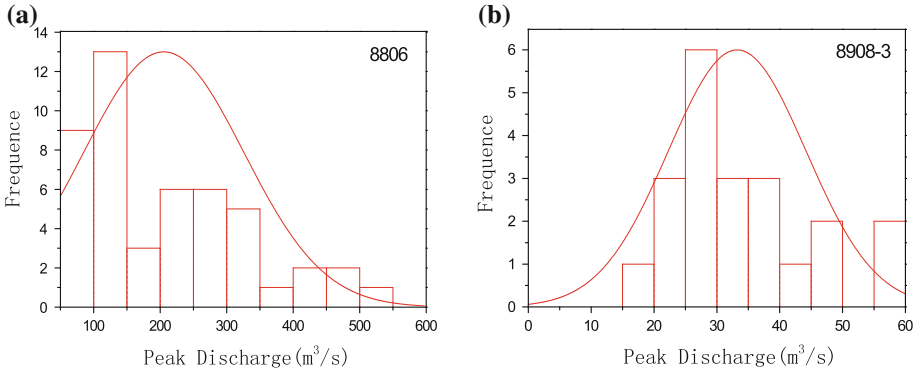 (a)
8806
14
12
10
8
6
4
2
0
100 200 300 400 500 600
Frequence
Peak Discharge(m³/s)
(b)
8908-3
6
5
4
3
2
1
0
0 10 20 30 40 50 60
Frequence
Peak Discharge(m³/s)